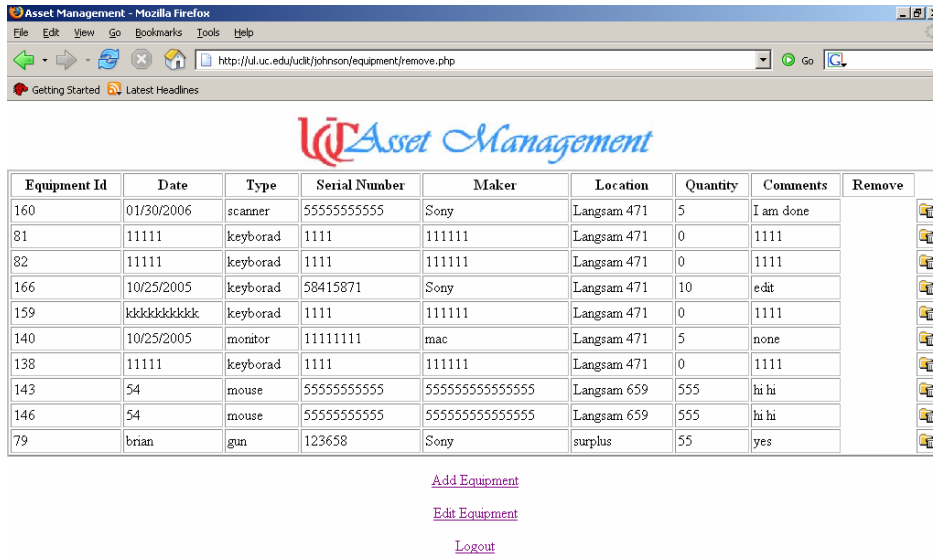 Asset Management - Mozilla Firefox
File Edit View Go Bookmarks Tools Help
http://ul.uc.edu/uclit/johnson/equipment/remove.php Go G
Getting Started Latest Headlines
UC Asset Management
Equipment Id Date Type Serial Number Maker Location Quantity Comments Remove
160 01/30/2006 scanner 55555555555 Sony Langsam 471 5 I am done
81 11111 keyborad 1111 111111 Langsam 471 0 1111
82 11111 keyborad 1111 111111 Langsam 471 0 1111
166 10/25/2005 keyborad 58415871 Sony Langsam 471 10 edit
159 kkkkkkkkkk keyborad 1111 111111 Langsam 471 0 1111
140 10/25/2005 monitor 11111111 mac Langsam 471 5 none
138 11111 keyborad 1111 111111 Langsam 471 0 1111
143 54 mouse 55555555555 555555555555555 Langsam 659 555 hi hi
146 54 mouse 55555555555 555555555555555 Langsam 659 555 hi hi
79 brian gun 123658 Sony surplus 55 yes
Add Equipment
Edit Equipment
Logout